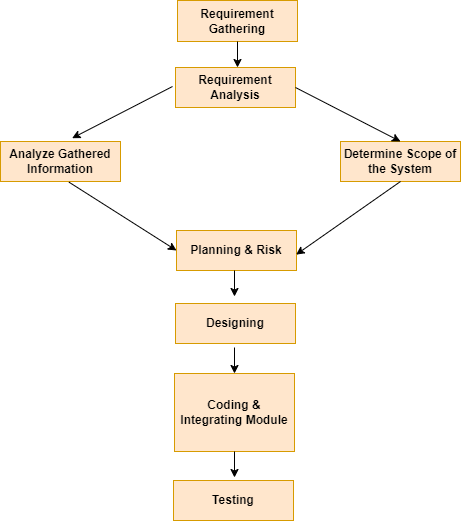 Requirement
Gathering
Requirement
Analysis
Analyze Gathered
Information
Determine Scope of
the System
Planning & Risk
Designing
Coding &
Integrating Module
Testing